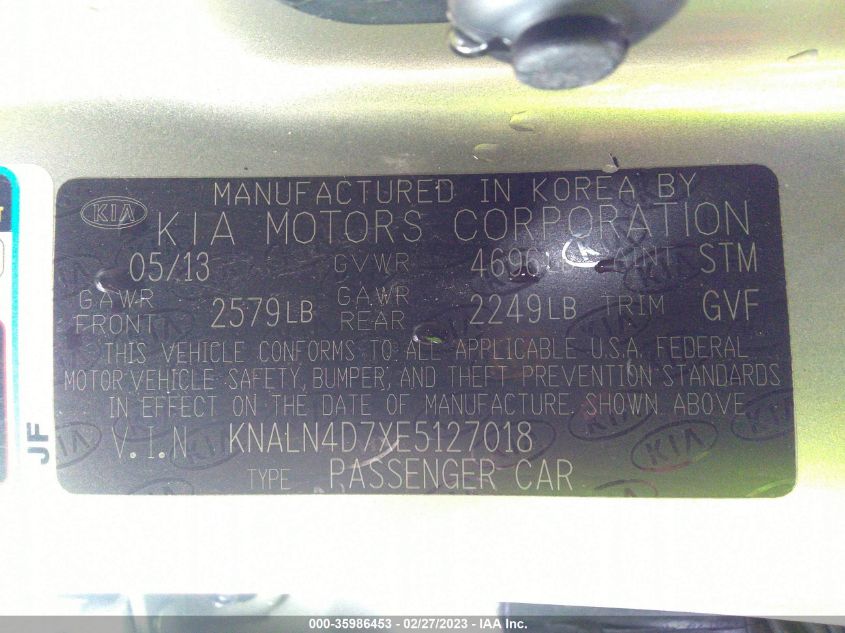 MANUFACTURED IN KOREA BY
KIA KIA MOTORS CORPORATION
05/13 GVWR STM
GAWR FRONT 2579LB GAWR REAR 2249LB TRIM GVF
THIS VEHICLE CONFORMS TO ALL APPLICABLE U.S.A. FEDERAL
MOTOR VEHICLE SAFETY, BUMPER, AND THEFT PREVENTION STANDARDS
IN EFFECT ON THE DATE OF MANUFACTURE SHOWN ABOVE
V.I.N KNALN4D7XE5127018
TYPE PASSENGER CAR
JF
000-35986453 - 02/27/2023 - IAA Inc.